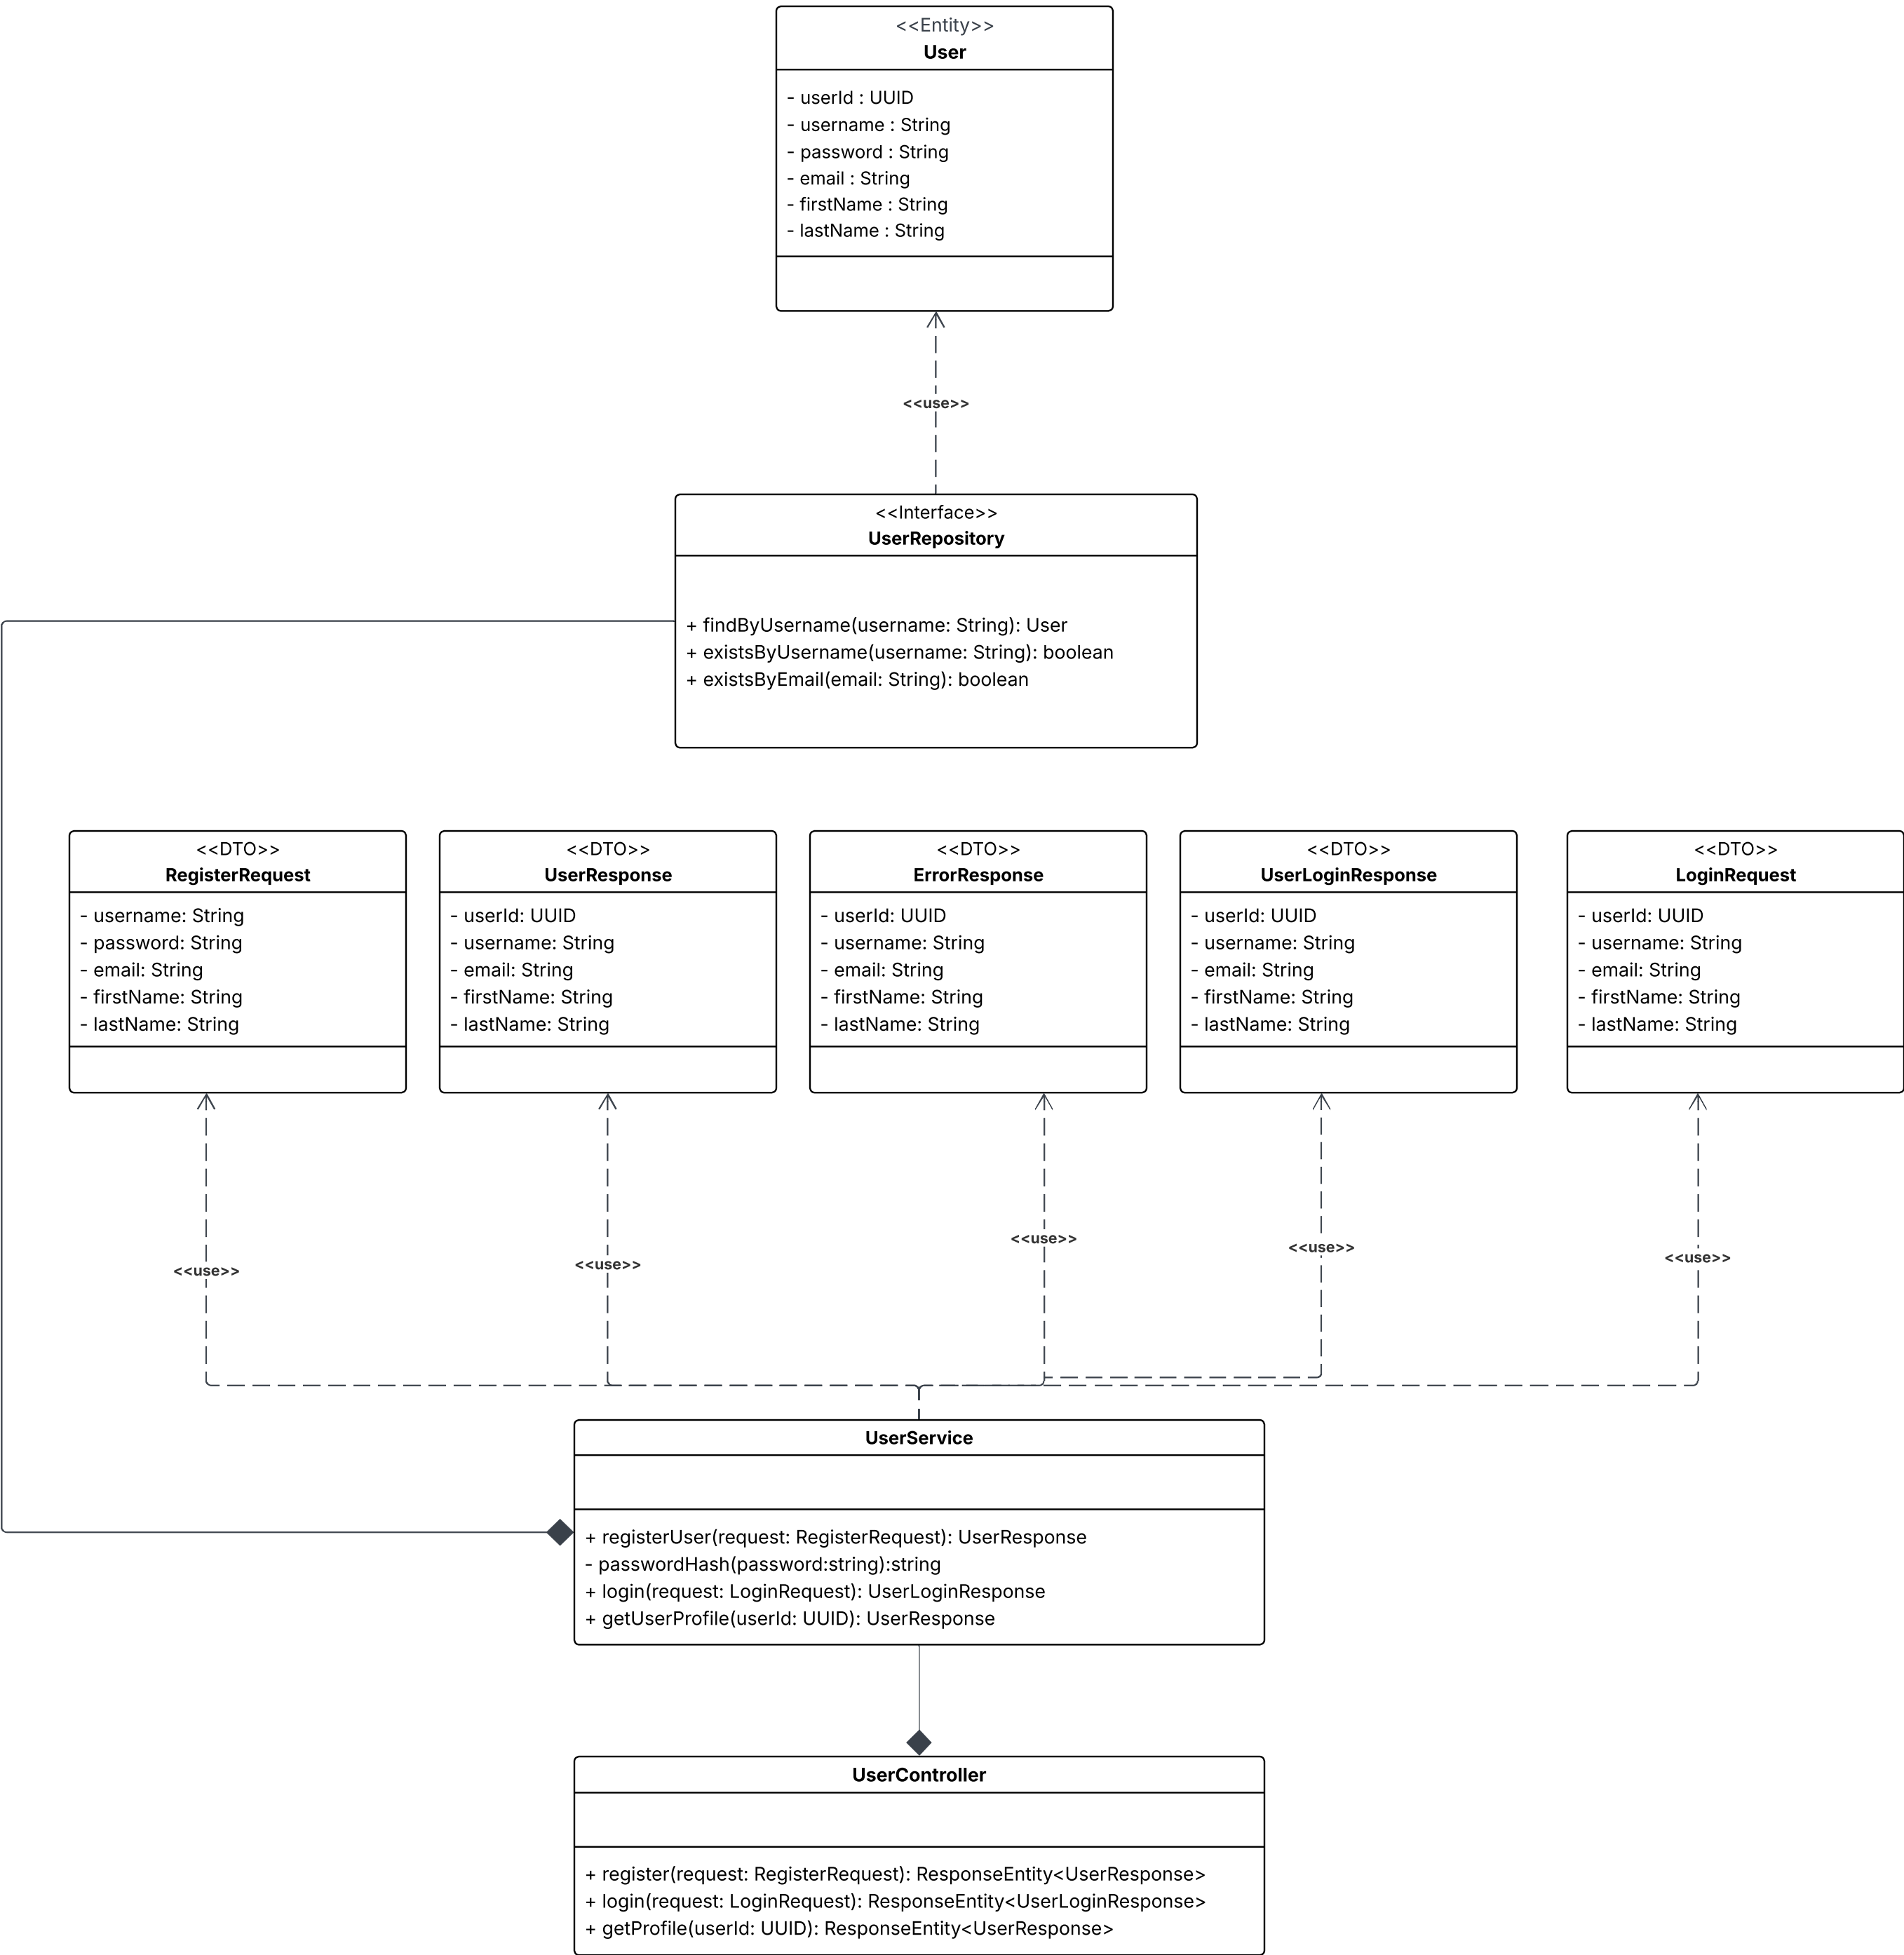 <<Entity>>
User
- userId : UUID
- username : String
- password : String
- email : String
- firstName : String
- lastName : String
<<use>>
<<Interface>>
UserRepository
+ findByUsername(username: String): User
+ existsByUsername(username: String): boolean
+ existsByEmail(email: String): boolean
<<DTO>>
RegisterRequest
- username: String
- password: String
- email: String
- firstName: String
- lastName: String
<<DTO>>
UserResponse
- userId: UUID
- username: String
- email: String
- firstName: String
- lastName: String
<<DTO>>
ErrorResponse
- userId: UUID
- username: String
- email: String
- firstName: String
- lastName: String
<<DTO>>
UserLoginResponse
- userId: UUID
- username: String
- email: String
- firstName: String
- lastName: String
<<DTO>>
LoginRequest
- userId: UUID
- username: String
- email: String
- firstName: String
- lastName: String
<<use>>
<<use>>
<<use>>
<<use>>
<<use>>
UserService
+ registerUser(request: RegisterRequest): UserResponse
- passwordHash(password:string):string
+ login(request: LoginRequest): UserLoginResponse
+ getUserProfile(userId: UUID): UserResponse
UserController
+ register(request: RegisterRequest): ResponseEntity<UserResponse>
+ login(request: LoginRequest): ResponseEntity<UserLoginResponse>
+ getProfile(userId: UUID): ResponseEntity<UserResponse>